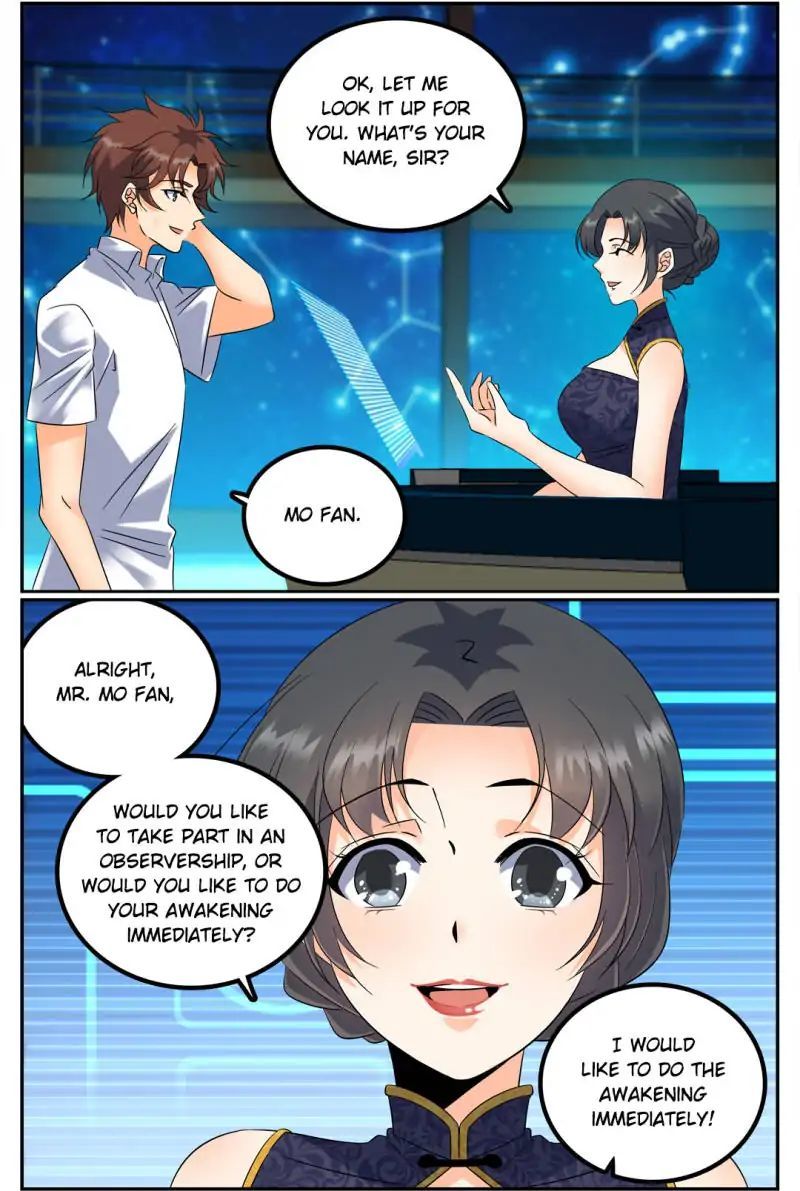 OK, LET ME
LOOK IT UP FOR
YOU. WHAT'S YOUR
NAME, SIR?
MO FAN.
ALRIGHT,
MR. MO FAN,
WOULD YOU LIKE
TO TAKE PART IN AN
OBSERVERSHIP, OR
WOULD YOU LIKE TO DO
YOUR AWAKENING
IMMEDIATELY?
I WOULD
LIKE TO DO THE
AWAKENING
IMMEDIATELY!